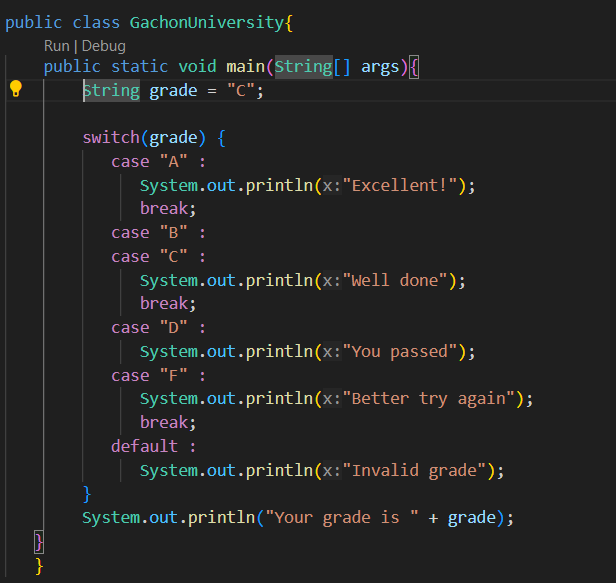 public class GachonUniversity{
Run | Debug
public static void main(String[] args){
String grade = "C";
switch(grade) {
case "A" :
System.out.println(x:"Excellent!");
break;
case "B" :
case "C" :
System.out.println(x:"Well done");
break;
case "D" :
System.out.println(x:"You passed");
case "F" :
System.out.println(x:"Better try again");
break;
default :
System.out.println(x:"Invalid grade");
}
System.out.println("Your grade is " + grade);
}
}